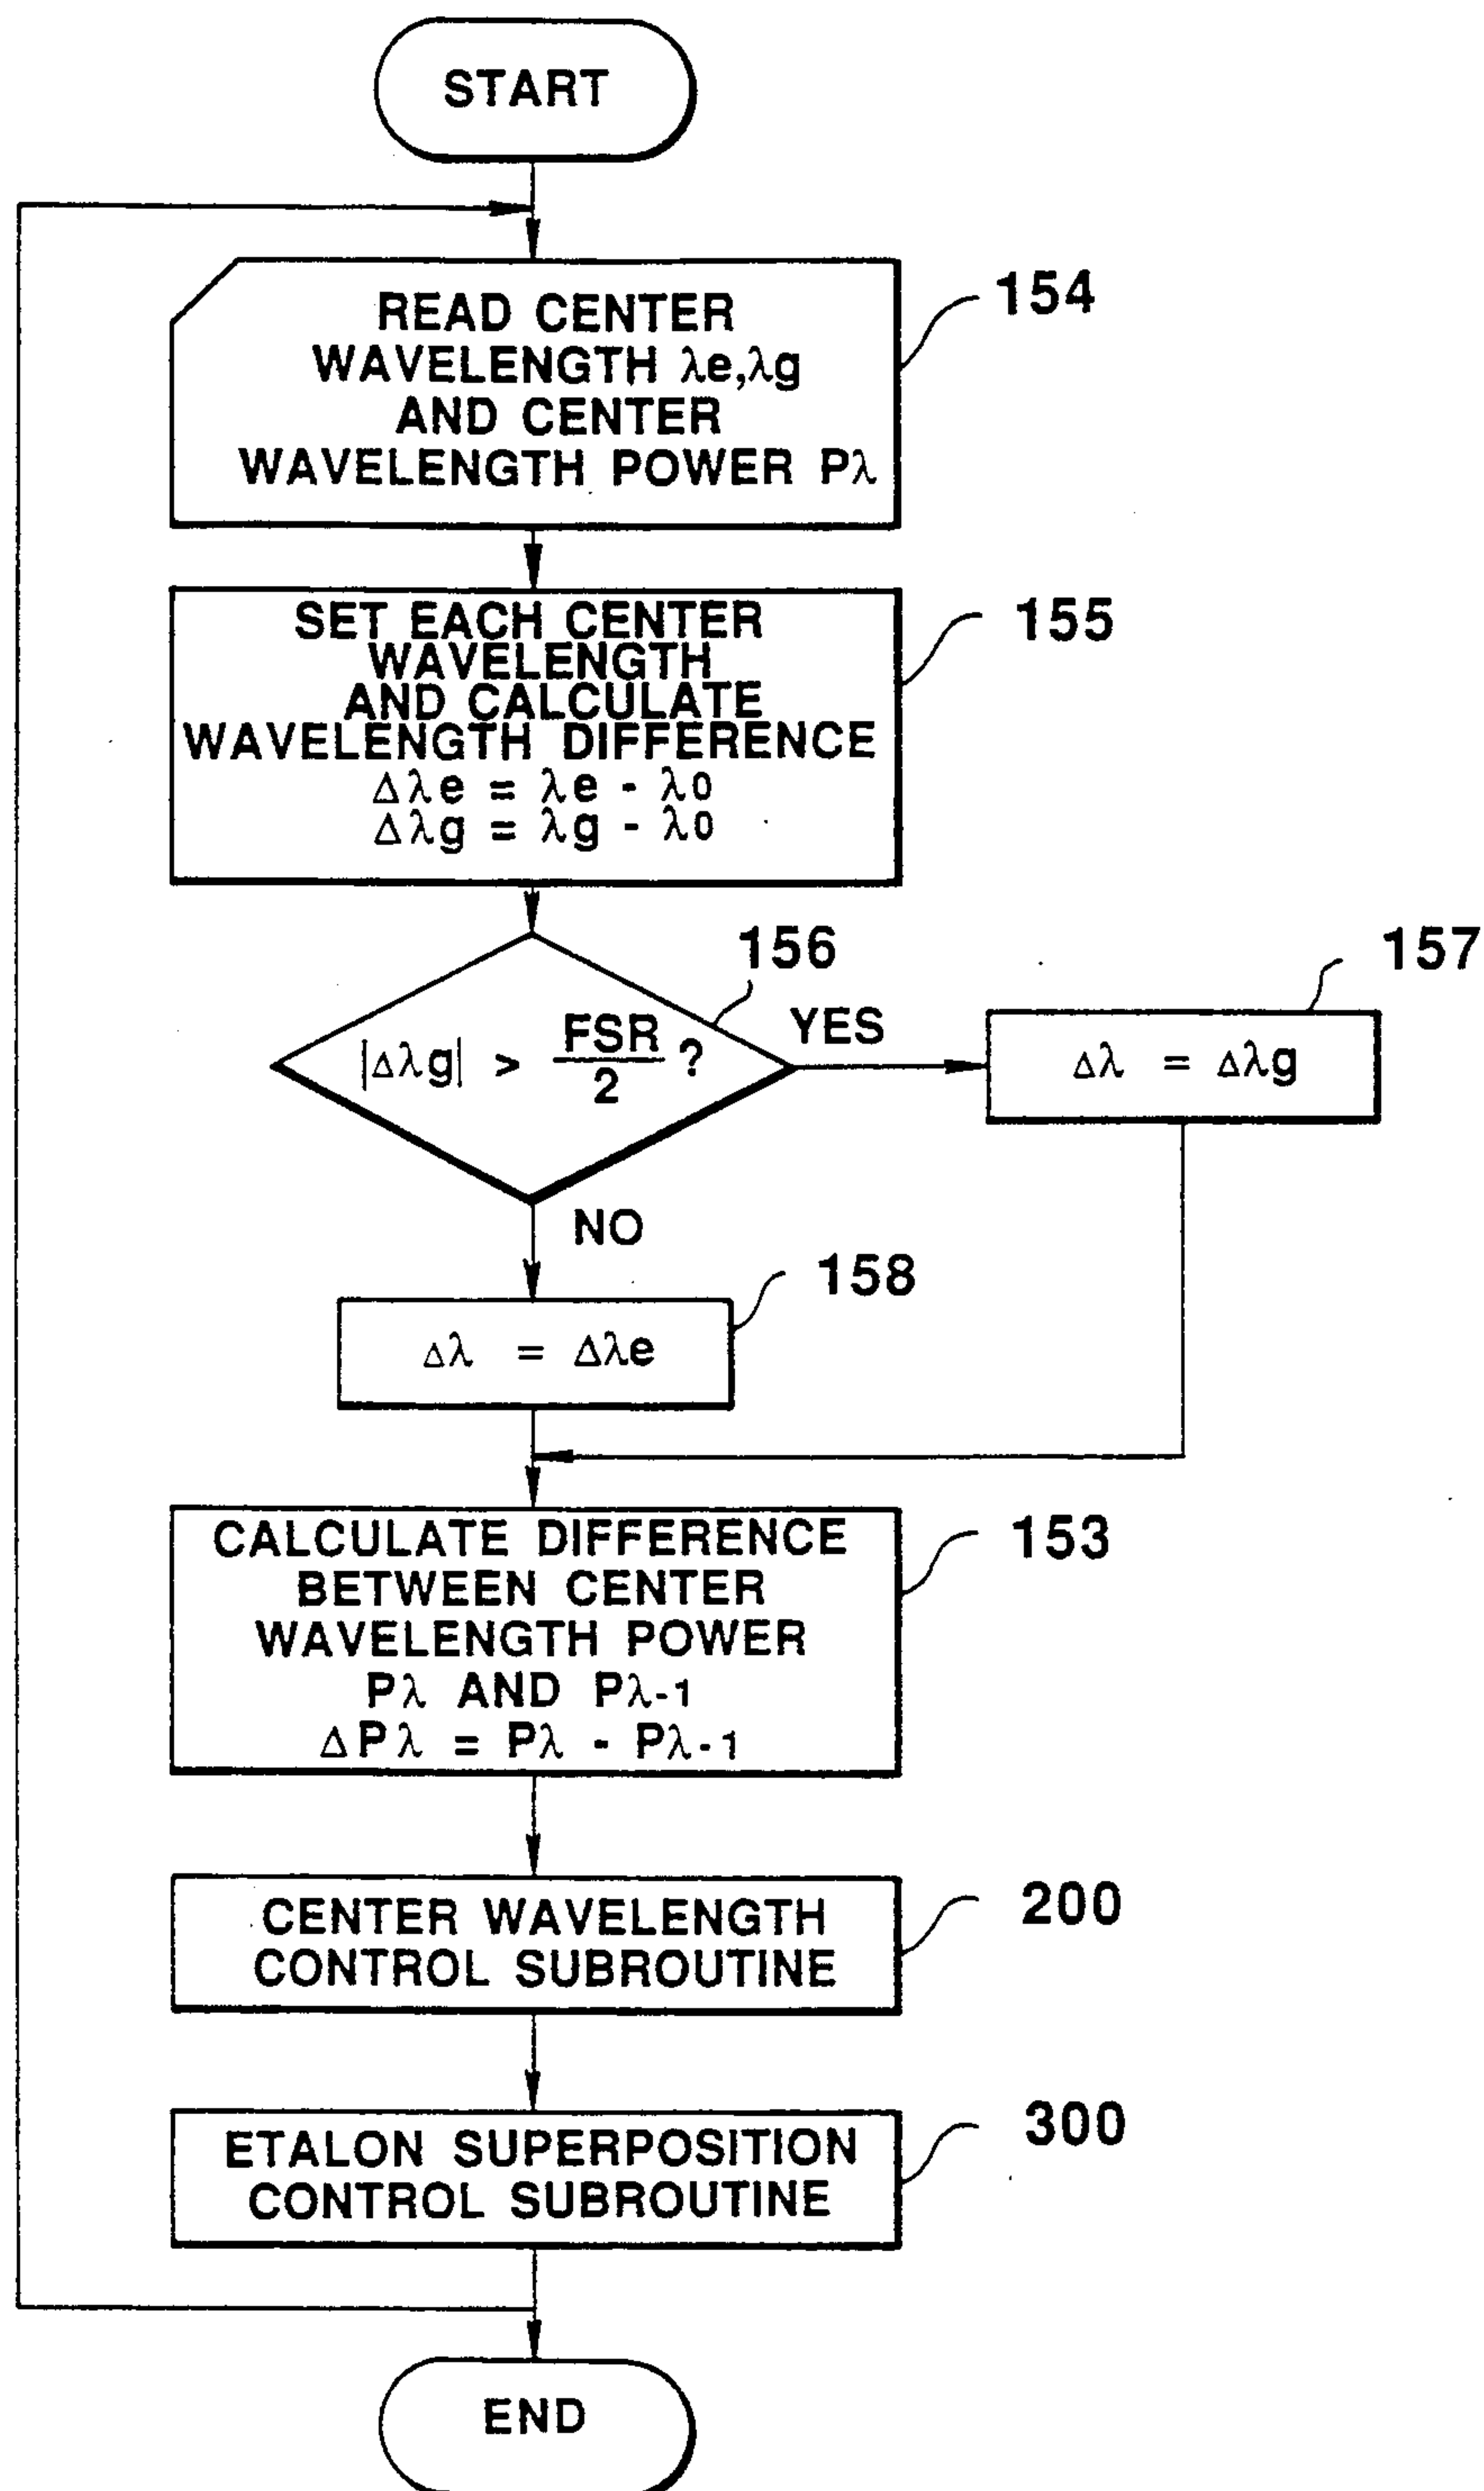 START
READ CENTER
WAVELENGTH λe,λg
AND CENTER
WAVELENGTH POWER Pλ
154
SET EACH CENTER
WAVELENGTH
AND CALCULATE
WAVELENGTH DIFFERENCE
Δλe = λe - λ0
Δλg = λg - λ0
155
156
|Δλg| > FSR/2 ?
YES
157
Δλ = Δλg
NO
158
Δλ = Δλe
CALCULATE DIFFERENCE
BETWEEN CENTER
WAVELENGTH POWER
Pλ AND Pλ-1
ΔPλ = Pλ - Pλ-1
153
CENTER WAVELENGTH
CONTROL SUBROUTINE
200
ETALON SUPERPOSITION
CONTROL SUBROUTINE
300
END